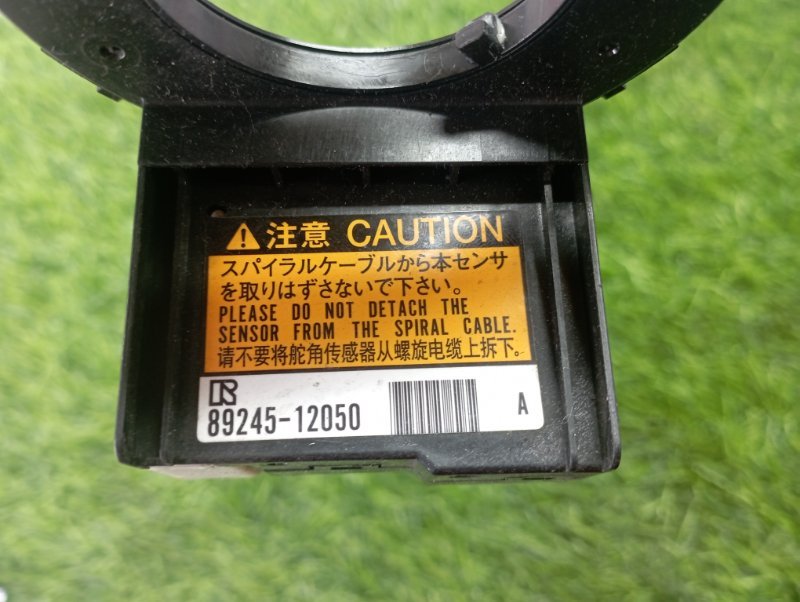 注意 CAUTION
スパイラルケーブルから本センサ
を取りはずさないで下さい。
PLEASE DO NOT DETACH THE
SENSOR FROM THE SPIRAL CABLE.
请不要将舵角传感器从螺旋电缆上拆下。
R
89245-12050 A